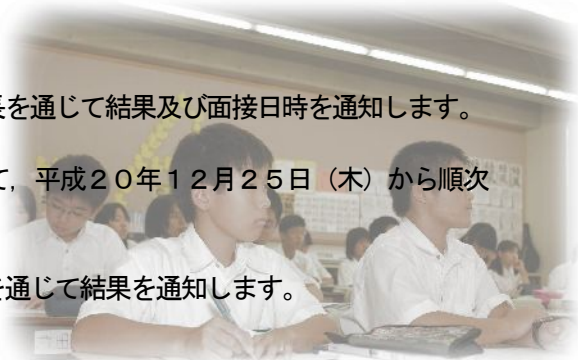 長を通じて結果及び面接日時を通知します。
て，平成２０年１２月２５日（木）から順次
を通じて結果を通知します。